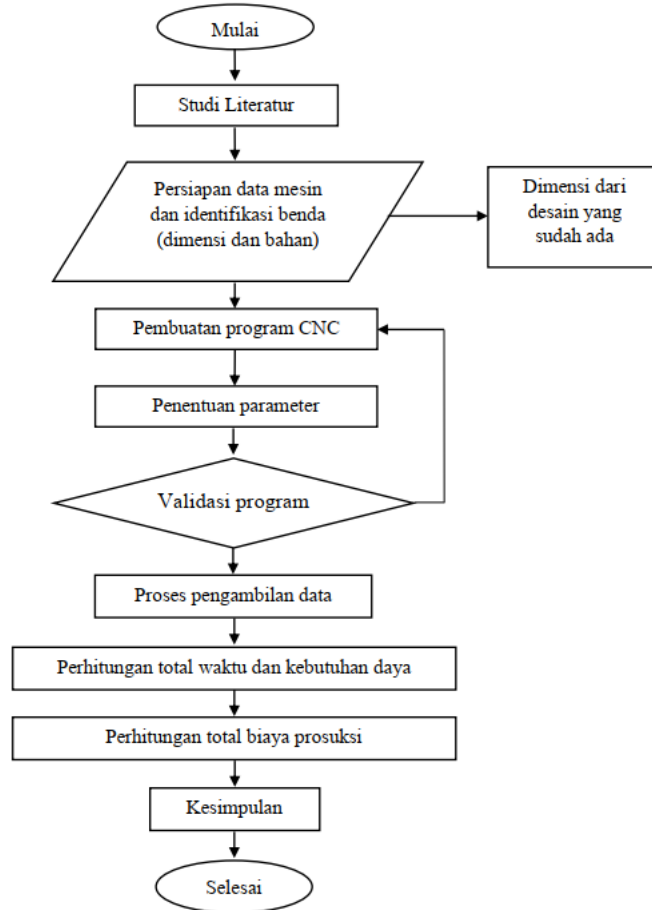 Mulai
Studi Literatur
Persiapan data mesin
dan identifikasi benda
(dimensi dan bahan)
Dimensi dari
desain yang
sudah ada
Pembuatan program CNC
Penentuan parameter
Validasi program
Proses pengambilan data
Perhitungan total waktu dan kebutuhan daya
Perhitungan total biaya prosuksi
Kesimpulan
Selesai